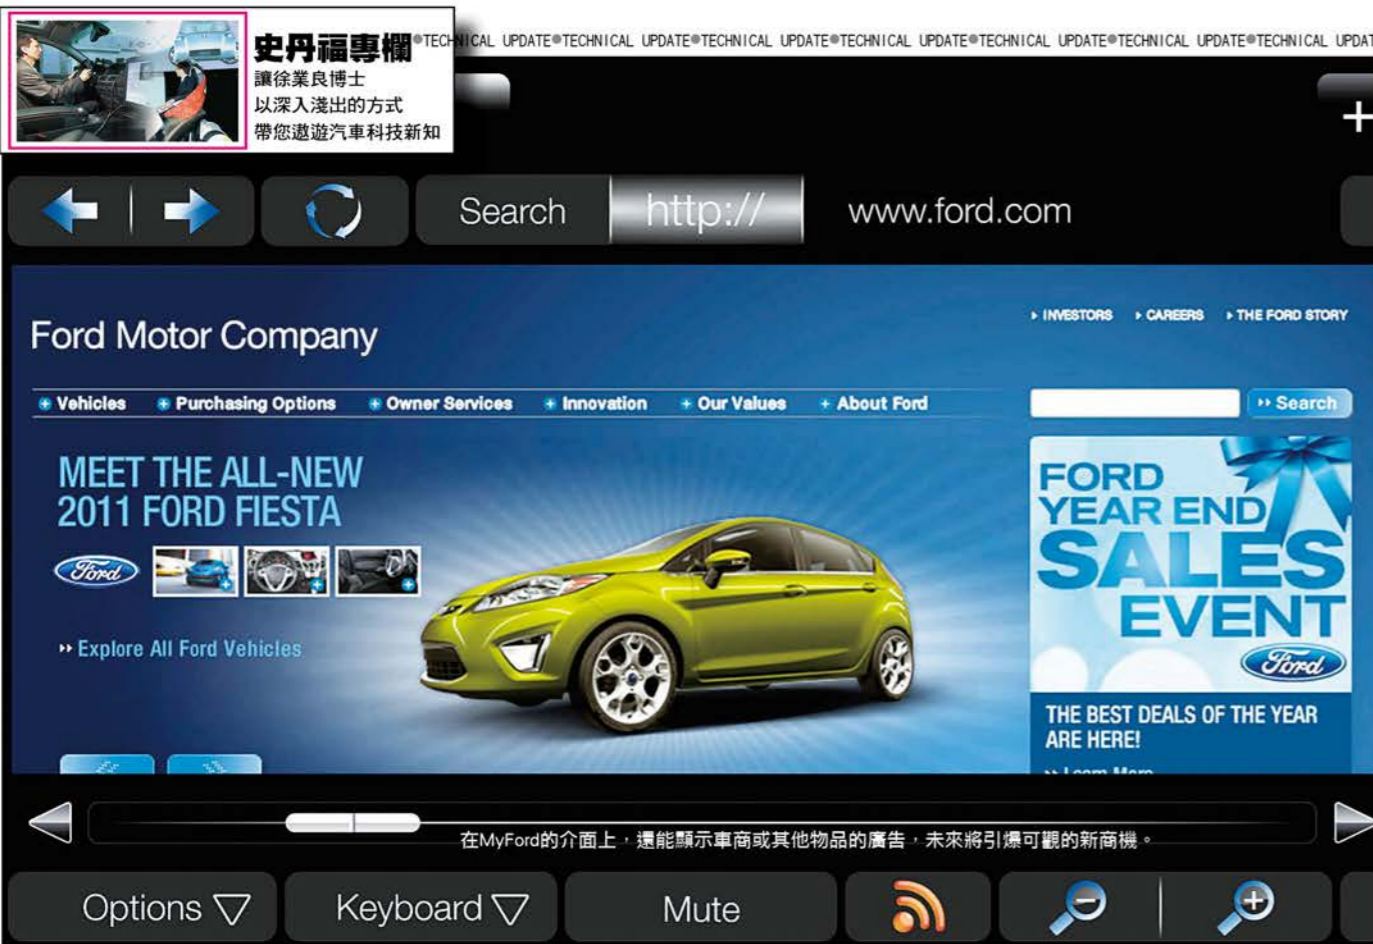 史丹福專欄
讓徐業良博士
以深入淺出的方式
帶您遨遊汽車科技新知
TECHNICAL UPDATE●TECHNICAL UPDATE●TECHNICAL UPDATE●TECHNICAL UPDATE●TECHNICAL UPDATE●TECHNICAL UPDATE●TECHNICAL UPDAT
+
Search http:// www.ford.com
INVESTORS CAREERS THE FORD STORY
Ford Motor Company
Vehicles Purchasing Options Owner Services Innovation Our Values About Ford
Search
MEET THE ALL-NEW
2011 FORD FIESTA
Ford
Explore All Ford Vehicles
FORD
YEAR END
SALES
EVENT
Ford
THE BEST DEALS OF THE YEAR
ARE HERE!
Learn More
在MyFord的介面上，還能顯示車商或其他物品的廣告，未來將引爆可觀的新商機。
Options Keyboard Mute